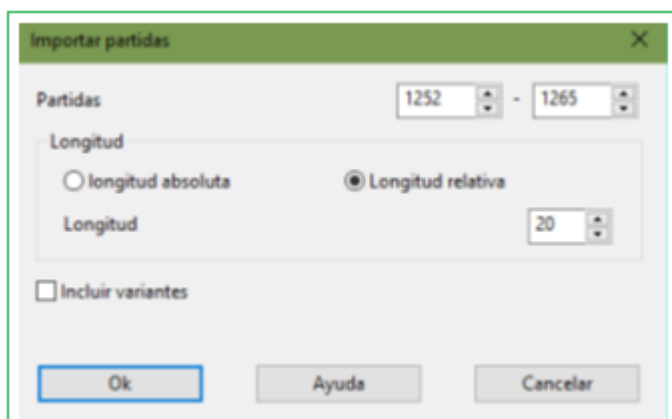 Importar partidas
Partidas 1252 - 1265
Longitud
longitud absoluta Longitud relativa
Longitud 20
Incluir variantes
Ok Ayuda Cancelar